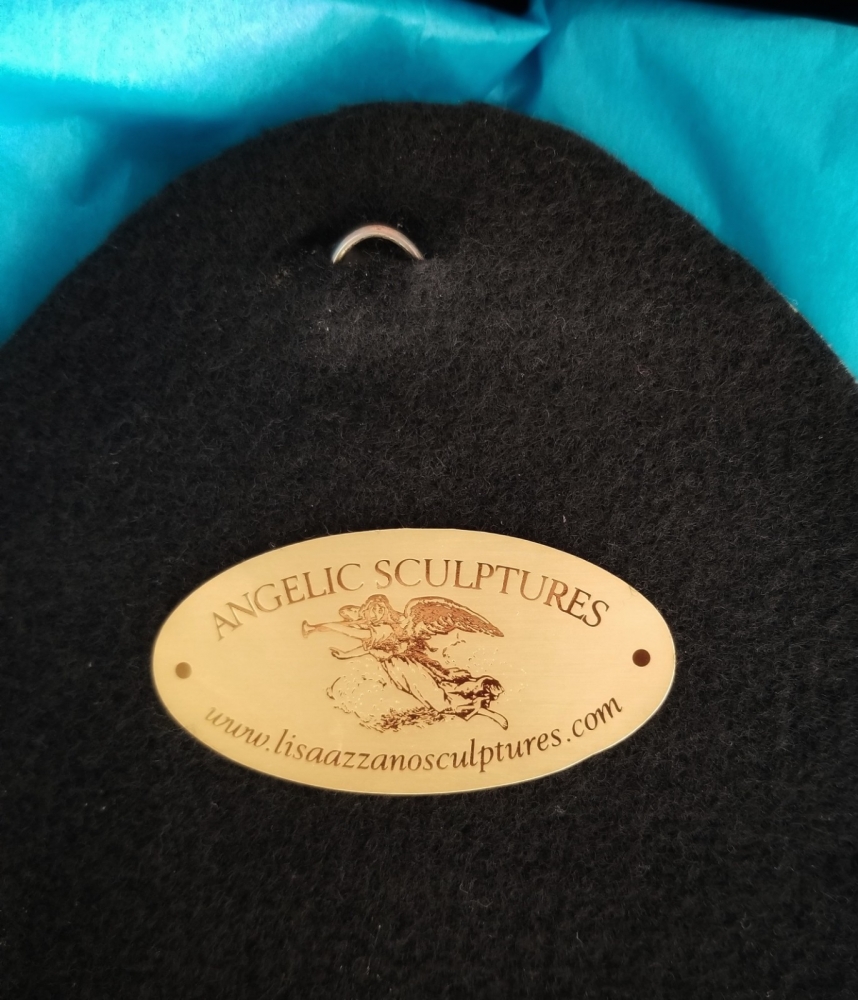 ANGELIC SCULPTURES
www.lisaazzanosculptures.com